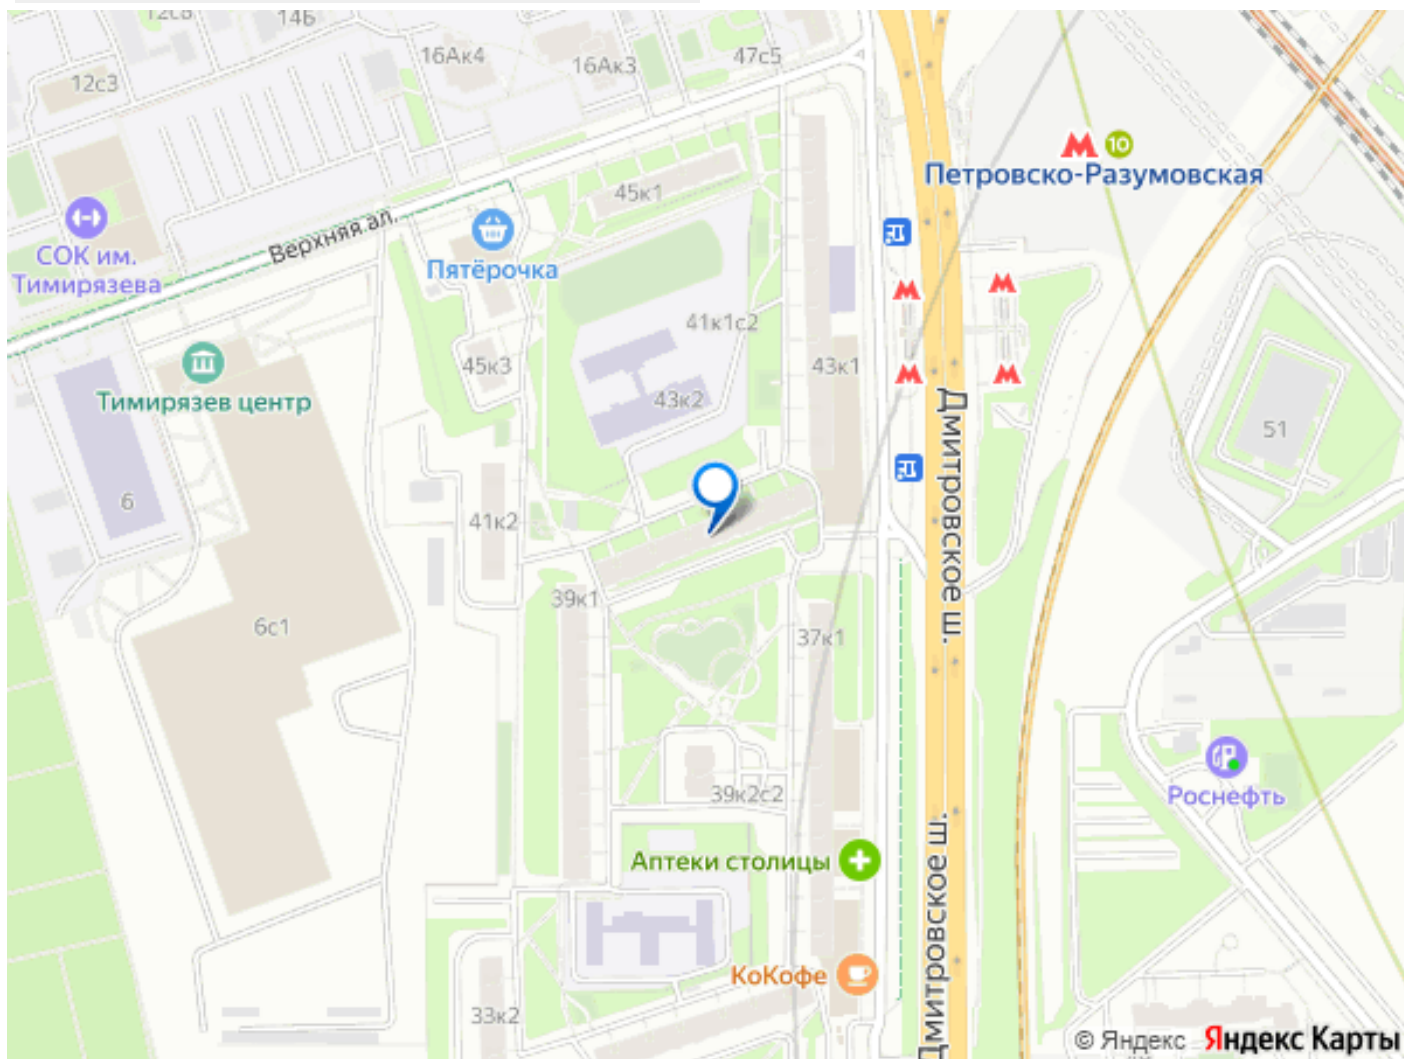 14Б
12с8
16Ак4
16Ак3
47с5
12с3
10
Петровско-Разумовская
45к1
СОК им.
Тимирязева
Верхняя ал.
Пятёрочка
41к1с2
45к3
43к1
Тимирязев центр
43к2
Дмитровское ш.
51
6
41к2
39к1
6с1
37к1
39к2с2
Роснефть
Дмитровское ш.
Аптеки столицы
КоКофе
33к2
© Яндекс Яндекс Карты